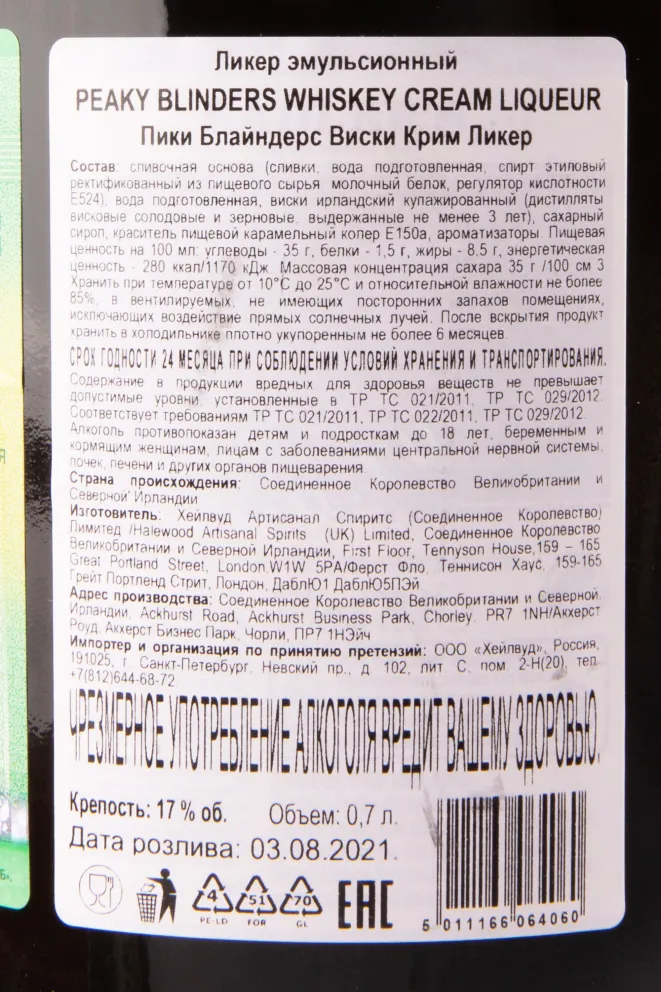 Ликер эмульсионный
PEAKY BLINDERS WHISKEY CREAM LIQUEUR
Пики Блайндерс Виски Крим Ликер
Состав: сливочная основа (сливки, вода подготовленная, спирт этиловый
ректификованный из пищевого сырья молочный белок, регулятор кислотности
Е524), вода подготовленная, виски ирландский купажированный (дистилляты
висковые солодовые и зерновые, выдержанные не менее 3 лет), сахарный
сироп, краситель пищевой карамельный колер Е150а, ароматизаторы. Пищевая
ценность на 100 мл: углеводы - 35 г, белки - 1,5 г, жиры - 8,5 г, энергетическая
ценность - 280 ккал/1170 кДж. Массовая концентрация сахара 35 г /100 см 3
Хранить при температуре от 10°С до 25°С и относительной влажности не более
85%, в вентилируемых, не имеющих посторонних запахов помещениях,
исключающих воздействие прямых солнечных лучей. После вскрытия продукт
хранить в холодильнике плотно укупоренным не более 6 месяцев.
СРОК ГОДНОСТИ 24 МЕСЯЦА ПРИ СОБЛЮДЕНИИ УСЛОВИЙ ХРАНЕНИЯ И ТРАНСПОРТИРОВАНИЯ.
Содержание в продукции вредных для здоровья веществ не превышает
допустимые уровни установленные в ТР ТС 021/2011, ТР ТС 029/2012.
Соответствует требованиям ТР ТС 021/2011, ТР ТС 022/2011, ТР ТС 029/2012
Алкоголь противопоказан детям и подросткам до 18 лет, беременным и
кормящим женщинам, лицам с заболеваниями центральной нервной системы,
почек, печени и других органов пищеварения.
Страна происхождения: Соединенное Королевство Великобритании и
Северной Ирландии
Изготовитель: Хейлвуд Артисанал Спиритс (Соединенное Королевство)
Лимитед /Halewood Artisanal Spirits (UK) Limited, Соединенное Королевство
Великобритании и Северной Ирландии, First Floor, Tennyson House,159 – 165
Great Portland Street, London.W1W 5PA/Ферст Фло, Теннисон Хаус, 159-165
Грейт Портленд Стрит, Лондон, ДаблЮ1 ДаблЮ5ПЭй
Адрес производства: Соединенное Королевство Великобритании и Северной
Ирландии, Ackhurst Road, Ackhurst Business Park, Chorley. PR7 1NH/Акхерст
Роуд, Акхерст Бизнес Парк, Чорли, ПР7 1НЭйч
Импортер и организация по принятию претензий: ООО «Хейлвуд», Россия,
191025, г. Санкт-Петербург, Невский пр., д. 102, лит С, пом. 2-Н(20), тел.
+7(812)644-68-72
ЧРЕЗМЕРНОЕ УПОТРЕБЛЕНИЕ АЛКОГОЛЯ ВРЕДИТ ВАШЕМУ ЗДОРОВЬЮ.
Крепость: 17 % об. Объем: 0,7 л.
Дата розлива: 03.08.2021.
4 51 70 EAC
PE-LD FOR GL
5 011166 064060